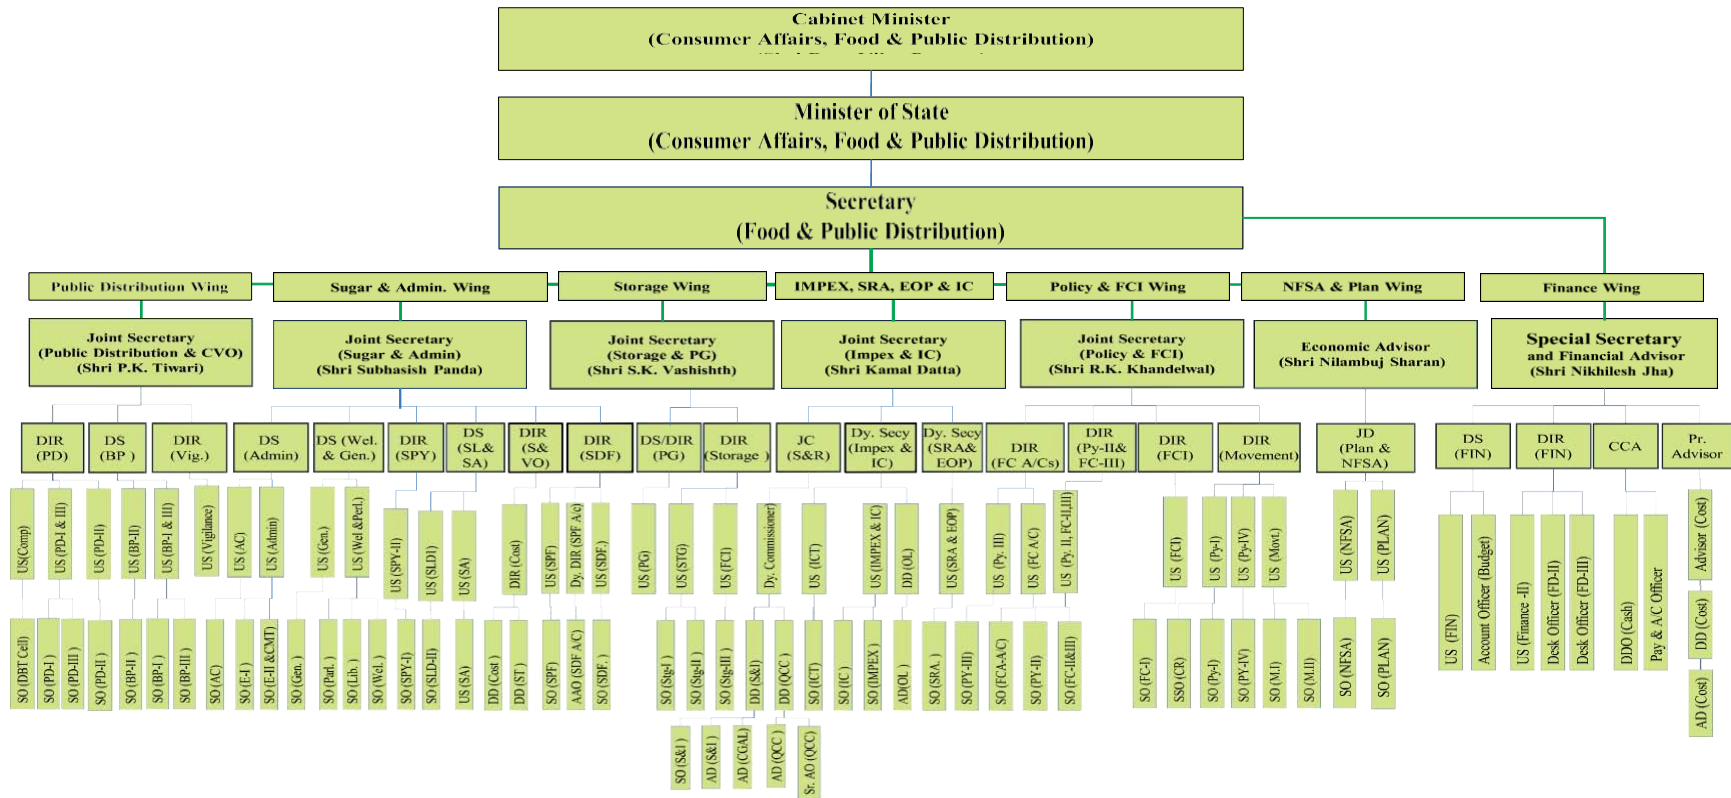 Cabinet Minister
(Consumer Affairs, Food & Public Distribution)
Minister of State
(Consumer Affairs, Food & Public Distribution)
Secretary
(Food & Public Distribution)
Public Distribution Wing
Sugar & Admin. Wing
Storage Wing
IMPEX, SRA, EOP & IC
Policy & FCI Wing
NFSA & Plan Wing
Finance Wing
Joint Secretary
(Public Distribution & CVO)
(Shri P.K. Tiwari)
Joint Secretary
(Sugar & Admin)
(Shri Subhasish Panda)
Joint Secretary
(Storage & PG)
(Shri S.K. Vashishth)
Joint Secretary
(Impex & IC)
(Shri Kamal Datta)
Joint Secretary
(Policy & FCI)
(Shri R.K. Khandelwal)
Economic Advisor
(Shri Nilambuj Sharan)
Special Secretary
and Financial Advisor
(Shri Nikhilesh Jha)
DIR
(PD)
DS
(BP )
DIR
(Vig.)
DS
(Admin)
DS (Wel.
& Gen.)
DIR
(SPY)
DS
(SL&
SA)
DIR
(S&
VO)
DIR
(SDF)
DS/DIR
(PG)
DIR
(Storage )
JC
(S&R)
Dy. Secy
(Impex &
IC)
Dy. Secy
(SRA&
EOP)
DIR
(FC A/Cs)
DIR
(Py-II&
FC-III)
DIR
(FCI)
DIR
(Movement)
JD
(Plan &
NFSA)
DS
(FIN)
DIR
(FIN)
CCA
Pr.
Advisor
US(Comp)
US (PD-I & III)
US (PD-II)
US (BP-II)
US (BP-I & III)
US (Vigilance)
US (AC)
US (Admin)
US (Gen.)
US (Wel &Perl.)
US (SPY-II)
US (SLD1)
US (SA)
DIR (Cost)
US (SPF)
Dy. DIR (SPF A/c)
US (SDF.)
US (PG)
US (STG)
US (FCI)
Dy. Commissioner)
US (ICT)
US (IMPEX & IC)
DD (OL)
US (SRA & EOP)
US (Py. III)
US (FC A/C)
US (Py. II, FC-II,III)
US (FCI)
US (Py-I)
US (Py-IV)
US (Movt.)
US (NFSA)
US (PLAN)
US (FIN)
Account Officer (Budget)
US (Finance -II)
Desk Officer (FD-II)
Desk Officer (FD-III)
DDO (Cash)
Pay & A/C Officer
Advisor (Cost)
DD (Cost)
AD (Cost)
SO (DBT Cell)
SO (PD-I)
SO (PD-III)
SO (PD-II)
SO (BP-II)
SO (BP-I)
SO (BP-III)
SO (AC)
SO (E-I)
SO (E-II &CMT)
SO (Gen.)
SO (Parl.)
SO (Lib.)
SO (Wel.)
SO (SPY-I)
SO (SLD-II)
US (SA)
DD (Cost)
DD (ST)
SO (SPF)
AAO (SDF A/C)
SO (SDF.)
SO (Stg-I)
SO (Stg-II
SO (Stg-III )
DD (S&I)
DD (QCC )
SO (ICT)
SO (IC )
SO (IMPEX )
AD(OL )
SO (SRA.)
SO (PY-III)
SO (FCA-A/C)
SO (PY-II)
SO (FC-II&III)
SO (FC-I)
SSO (CR)
SO (Py-I)
SO (PY-IV)
SO (M.I)
SO (M.II)
SO (NFSA)
SO (PLAN)
SO (S&I )
AD (S&I )
AD (CGAL)
AD (QCC )
Sr. AO (QCC)